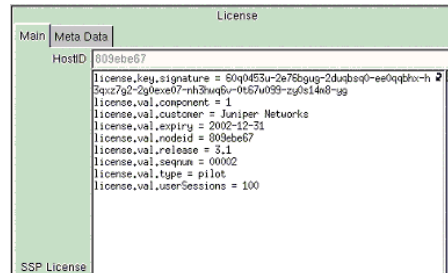 License
Main Meta Data
HostID 809ebe67
license.key.signature = 60q0453u-2e76bgug-2duqbsq0-ee0qqbhx-h
3qxz7g2-2g0exe07-nh3hwq6v-0t67w099-zy0s14m8-yg
license.val.component = 1
license.val.customer = Juniper Networks
license.val.expiry = 2002-12-31
license.val.nodeid = 809ebe67
license.val.release = 3.1
license.val.seqnum = 00002
license.val.type = pilot
license.val.userSessions = 100
SSP License